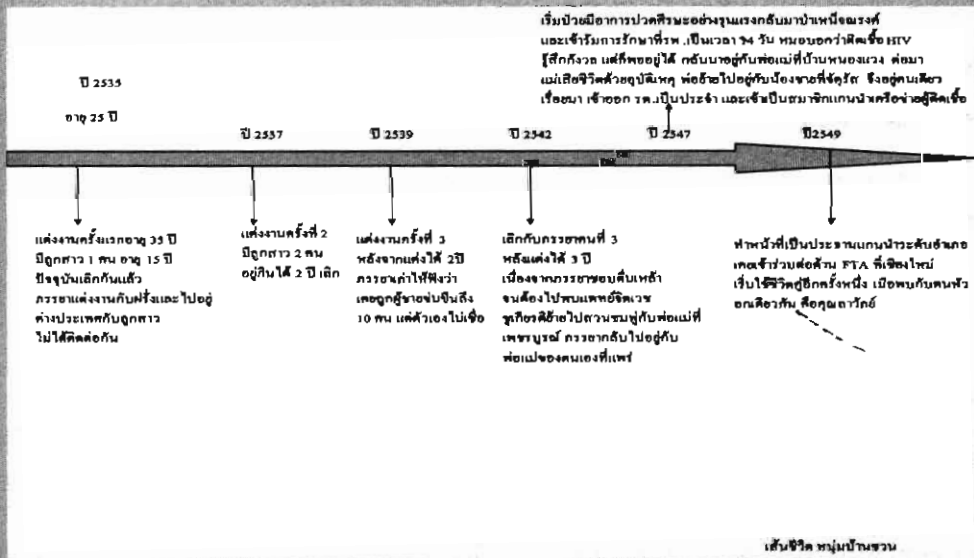 เริ่มป่วยมีอาการปวดศีรษะอย่างรุนแรงกลับมาบำเหน็จณรงค์
และเข้ารับการรักษาที่รพ.เป็นเวลา 94 วัน หมอบอกว่าติดเชื้อ HIV
รู้สึกกังวล แต่ก็พออยู่ได้ กลับมาอยู่กับพ่อแม่ที่บ้านหนองแวง ต่อมา
แม่เสียชีวิตด้วยอุบัติเหตุ พ่อย้ายไปอยู่กับน้องชายที่จัตุรัส จึงอยู่คนเดียว
เรื่อยมา เข้าออก รพ.เป็นประจำ และเข้าเป็นสมาชิกแกนนำเครือข่ายผู้ติดเชื้อ
ปี 2535
อายุ 25 ปี
ปี 2537
ปี 2539
ปี 2542
ปี 2547
ปี2549
แต่งงานครั้งแรกอายุ 35 ปี
มีลูกสาว 1 คน อายุ 15 ปี
ปัจจุบันเลิกกันแล้ว
ภรรยาแต่งงานกับฝรั่งและไปอยู่
ต่างประเทศกับลูกสาว
ไม่ได้ติดต่อกัน
แต่งงานครั้งที่ 2
มีลูกสาว 2 คน
อยู่กินได้ 2 ปี เลิก
แต่งงานครั้งที่ 3
หลังจากแต่งได้ 2ปี
ภรรยาเล่าให้ฟังว่า
เคยถูกผู้ชายข่มขืนถึง
10 คน แต่ตัวเองไม่เชื่อ
เลิกกับภรรยาคนที่ 3
หลังแต่งได้ 3 ปี
เนื่องจากภรรยาชอบดื่มเหล้า
จนต้องไปพบแพทย์จิตเวช
ชูเกียรติย้ายไปสวนชมพู่กับพ่อแม่ที่
เพชรบูรณ์ ภรรยากลับไปอยู่กับ
พ่อแม่ของตนเองที่แพร่
ทำหน้าที่เป็นประธานแกนนำระดับอำเภอ
เคยเข้าร่วมต่อต้าน FTA ที่เชียงใหม่
เริ่มใช้ชีวิตคู่อีกครั้งหนึ่ง เมื่อพบกับคนหัว
อกเดียวกัน คือคุณลาวัณย์
เส้นชีวิต หนุ่มบ้านชวน